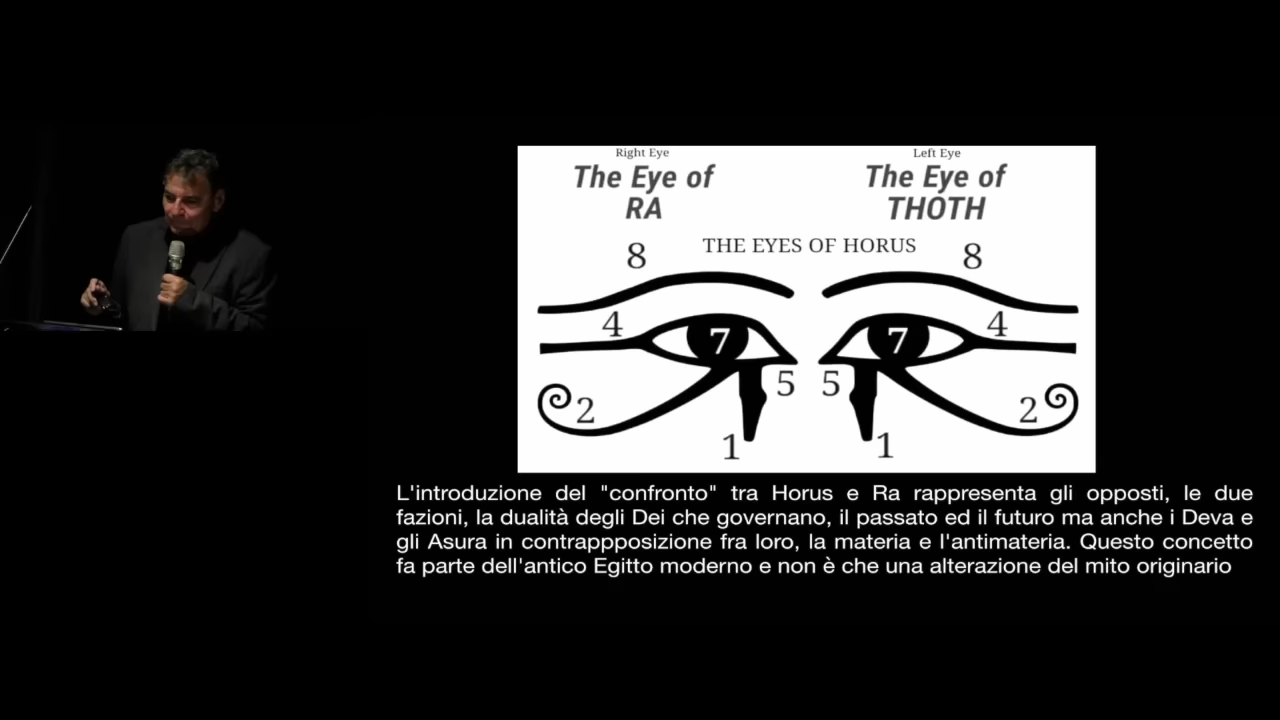 Right Eye
The Eye of
RA
Left Eye
The Eye of
THOTH
THE EYES OF HORUS
8
8
4
4
7
7
5
5
2
2
1
1
L'introduzione del "confronto" tra Horus e Ra rappresenta gli opposti, le due
fazioni, la dualità degli Dei che governano, il passato ed il futuro ma anche i Deva e
gli Asura in contrappposizione fra loro, la materia e l'antimateria. Questo concetto
fa parte dell'antico Egitto moderno e non è che una alterazione del mito originario